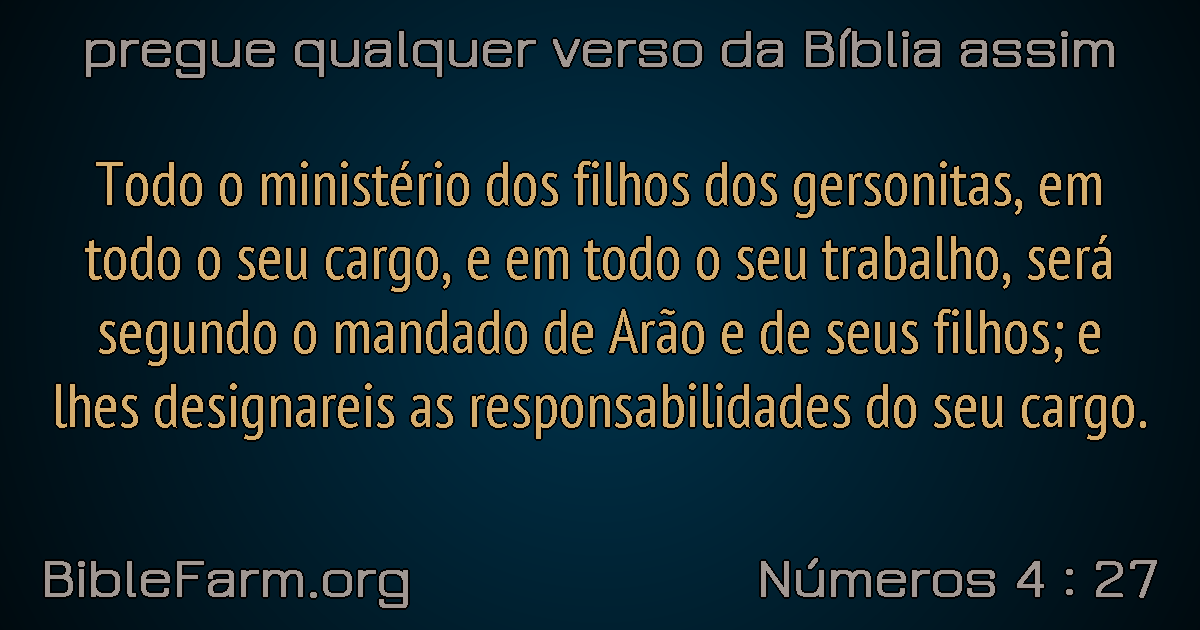 pregue qualquer verso da Bíblia assim
Todo o ministério dos filhos dos gersonitas, em
todo o seu cargo, e em todo o seu trabalho, será
segundo o mandado de Arão e de seus filhos; e
lhes designareis as responsabilidades do seu cargo.
BibleFarm.org
Números 4 : 27